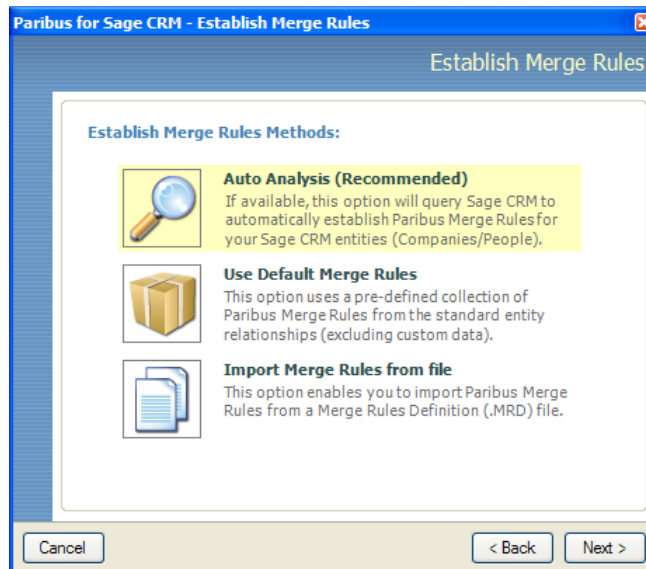 Paribus for Sage CRM - Establish Merge Rules
Establish Merge Rules
Establish Merge Rules Methods:
Auto Analysis (Recommended)
If available, this option will query Sage CRM to
automatically establish Paribus Merge Rules for
your Sage CRM entities (Companies/People).
Use Default Merge Rules
This option uses a pre-defined collection of
Paribus Merge Rules from the standard entity
relationships (excluding custom data).
Import Merge Rules from file
This option enables you to import Paribus Merge
Rules from a Merge Rules Definition (.MRD) file.
Cancel
< Back
Next >